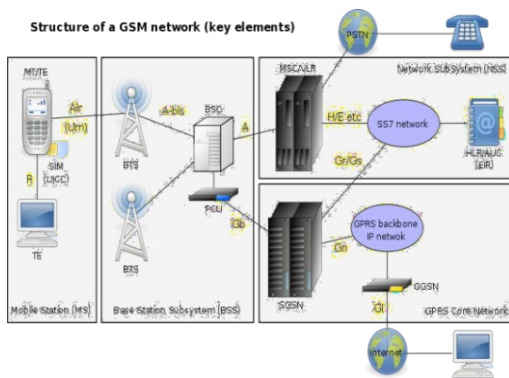 Structure of a GSM network (key elements)
PSTN
MT/TE
MSC/VLR
Network SubSystem (NSS)
Air
(Um)
A-bis
BSC
A
H/E etc
SS7 network
SIM
(UICC)
BTS
HLR/AUC
(EIR)
R
Gr/Gs
PCU
Gb
GPRS backbone
IP netwok
Gn
TE
BTS
GGSN
SGSN
Gi
Mobile Station (MS)
Base Station Subsystem (BSS)
GPRS Core Network
Internet